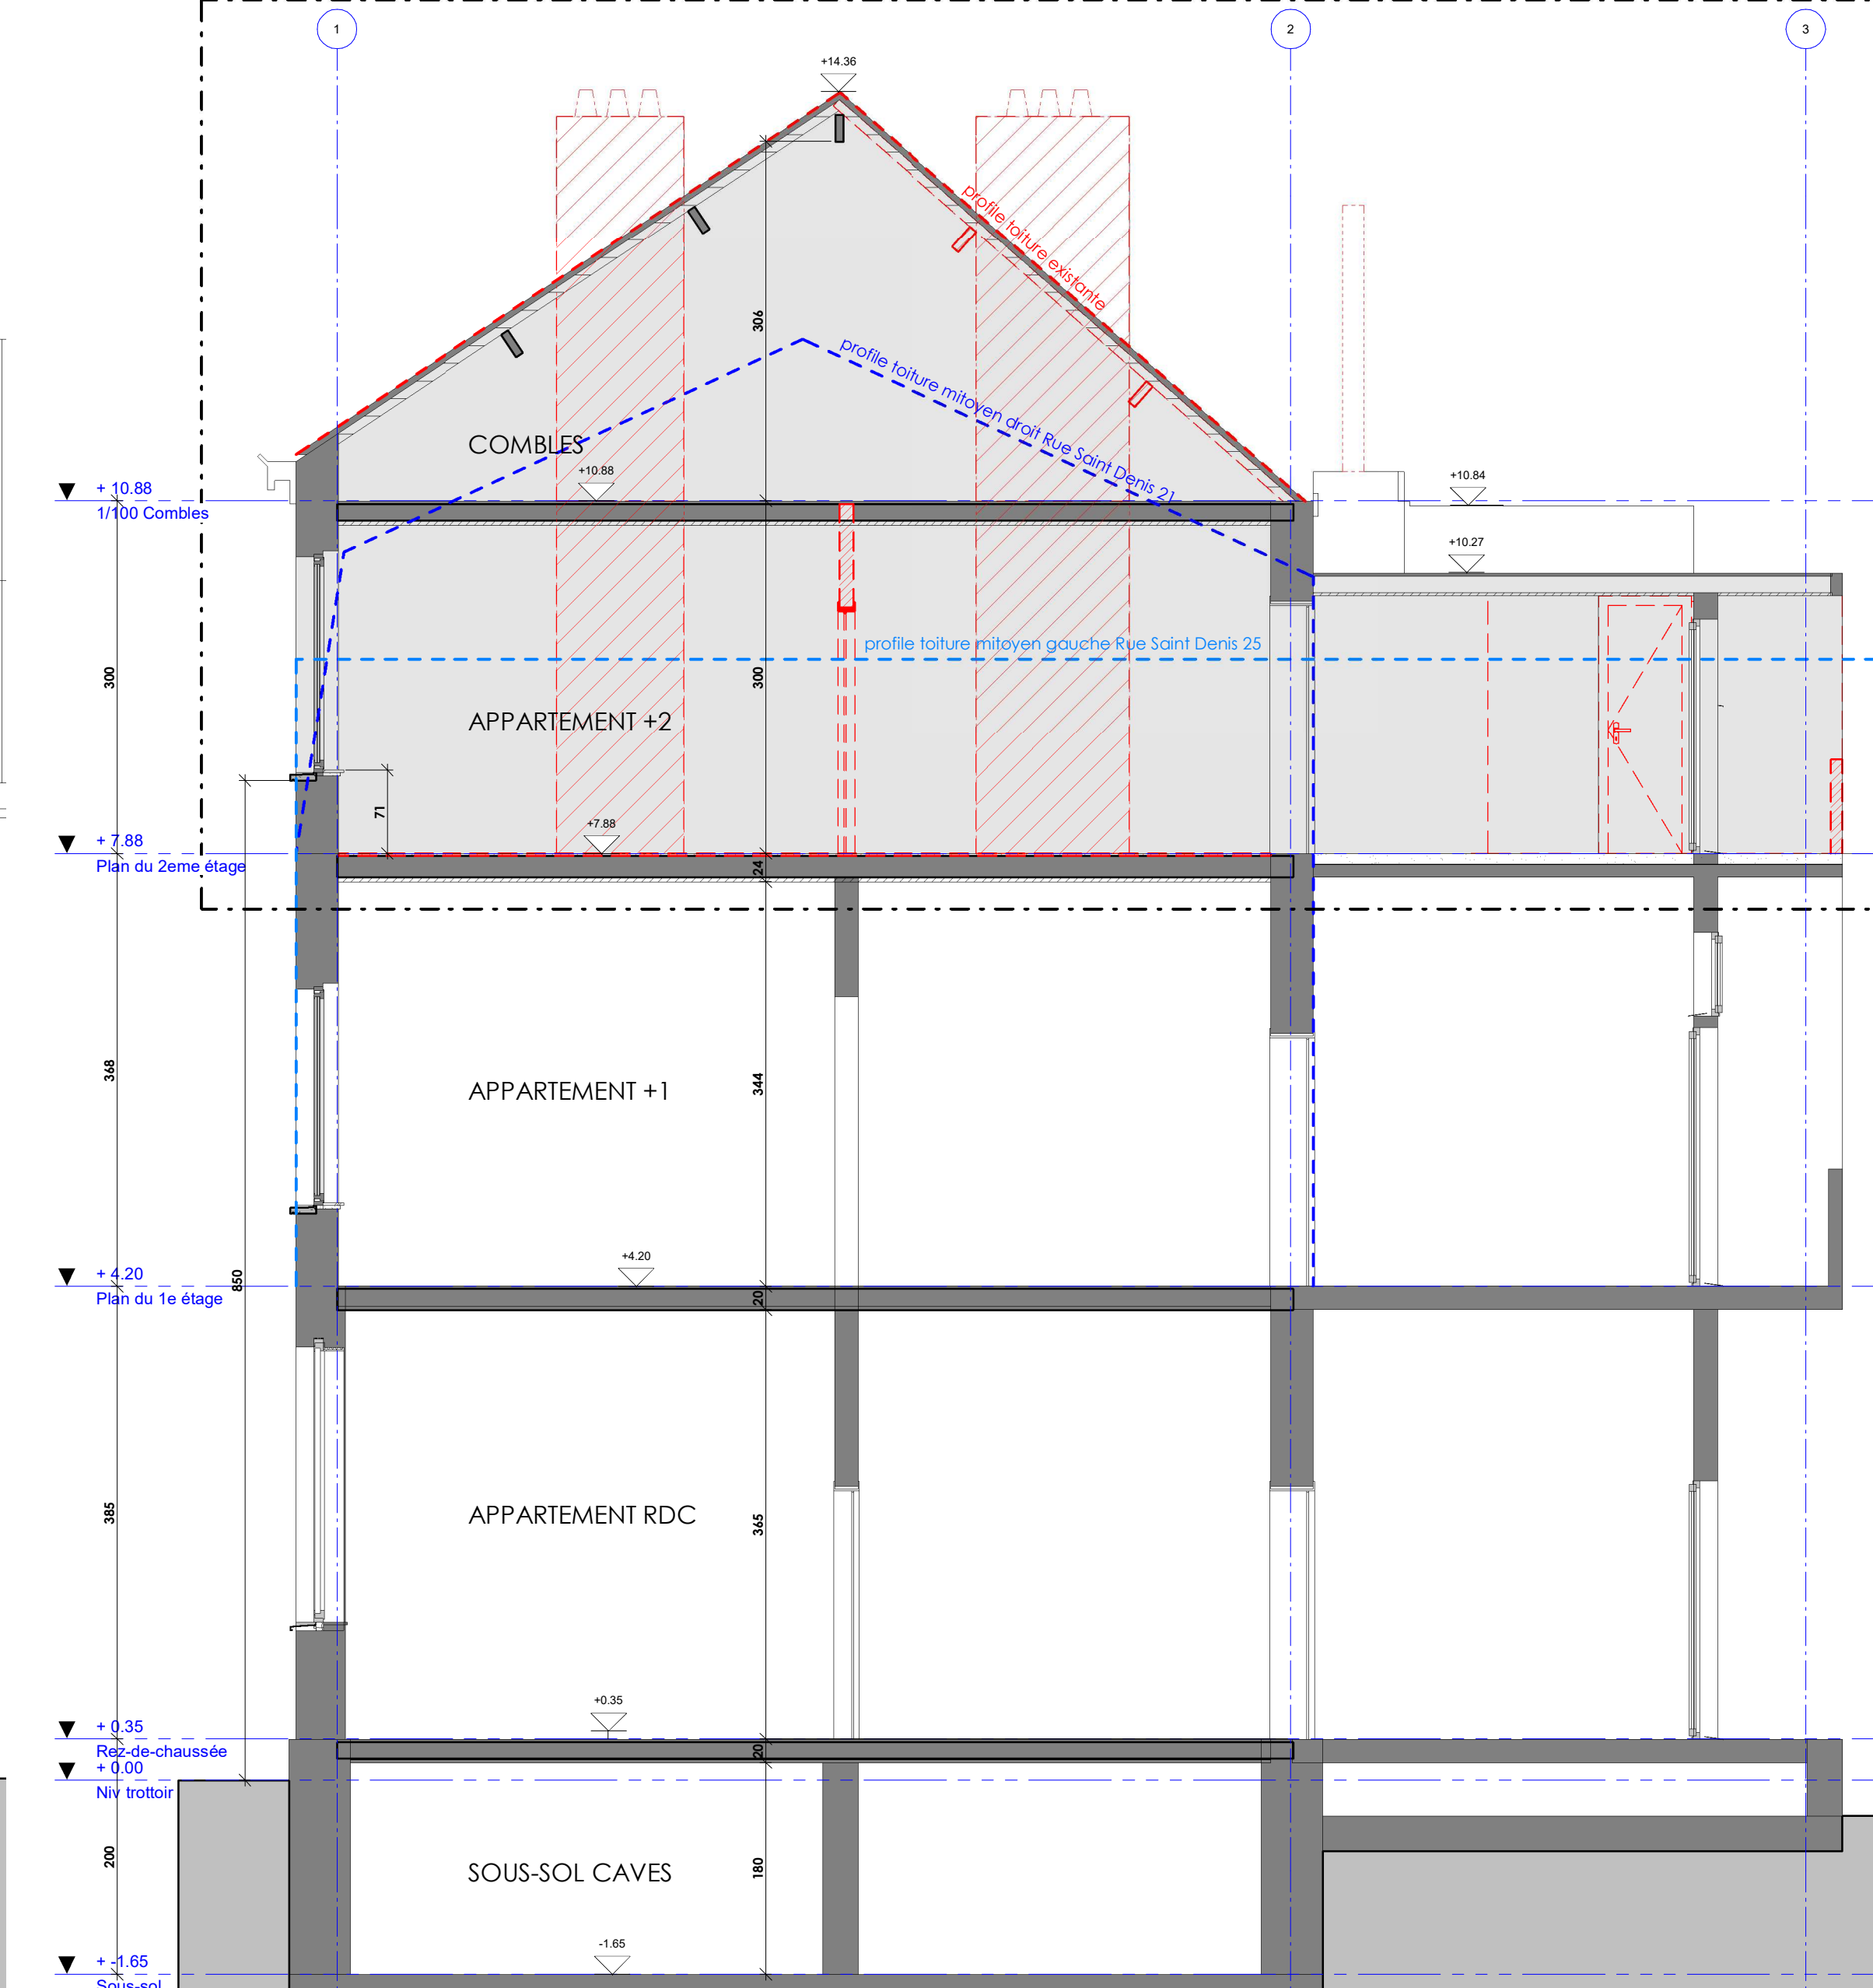 1
2
3
+14.36
profile toiture existante
306
profile toiture mitoyen droit Rue Saint Denis 21
COMBLES
+10.88
+ 10.88
1/100 Combles
+10.84
+10.27
profile toiture mitoyen gauche Rue Saint Denis 25
300
300
APPARTEMENT +2
71
+7.88
+ 7.88
Plan du 2eme étage
24
368
APPARTEMENT +1
344
+4.20
+ 4.20
Plan du 1e étage
850
20
385
APPARTEMENT RDC
365
+0.35
+ 0.35
Rez-de-chaussée
20
+ 0.00
Niv trottoir
200
SOUS-SOL CAVES
180
-1.65
+ -1.65
Sous-sol